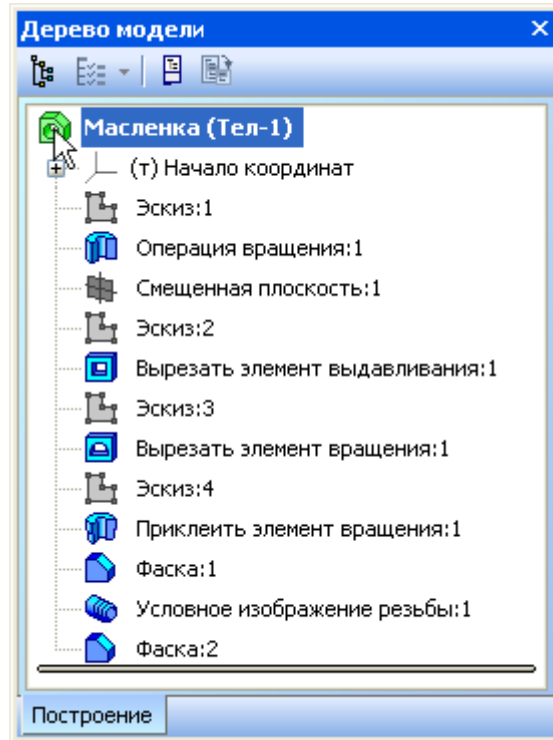 Дерево модели
Масленка (Тел-1)
(т) Начало координат
Эскиз:1
Операция вращения:1
Смещенная плоскость:1
Эскиз:2
Вырезать элемент выдавливания:1
Эскиз:3
Вырезать элемент вращения:1
Эскиз:4
Приклеить элемент вращения:1
Фаска:1
Условное изображение резьбы:1
Фаска:2
Построение